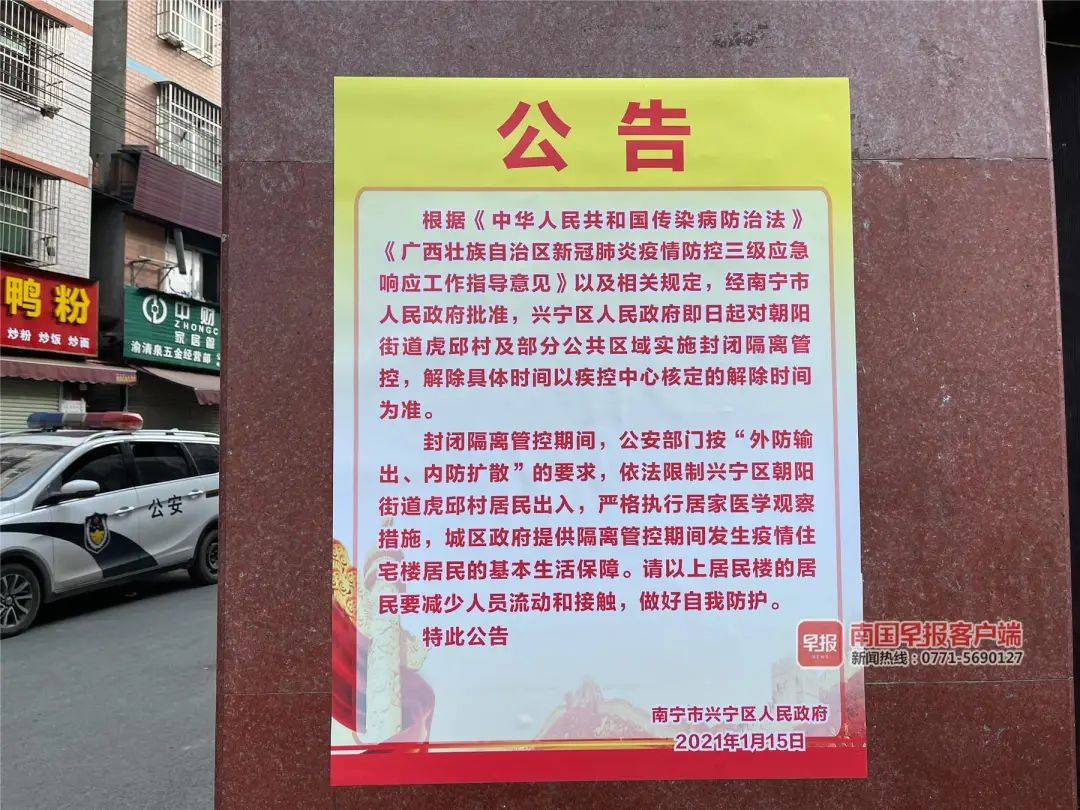 公告
根据《中华人民共和国传染病防治法》
《广西壮族自治区新冠肺炎疫情防控三级应急
响应工作指导意见》以及相关规定，经南宁市
人民政府批准，兴宁区人民政府即日起对朝阳
街道虎邱村及部分公共区域实施封闭隔离管
控，解除具体时间以疾控中心核定的解除时间
为准。
封闭隔离管控期间，公安部门按“外防输
出、内防扩散”的要求，依法限制兴宁区朝阳
街道虎邱村居民出入，严格执行居家医学观察
措施，城区政府提供隔离管控期间发生疫情住
宅楼居民的基本生活保障。请以上居民楼的居
民要减少人员流动和接触，做好自我防护。
特此公告
南宁市兴宁区人民政府
2021年1月15日
鸭粉
炒粉 炒饭 炒面
中财
ZHONGC
家居管
渝清泉五金经营部
公安
早报
NEWS
南国早报客户端
新闻热线：0771-5690127